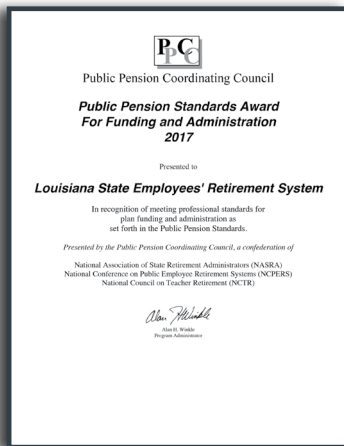 PPCC
Public Pension Coordinating Council
Public Pension Standards Award
For Funding and Administration
2017
Presented to
Louisiana State Employees' Retirement System
In recognition of meeting professional standards for
plan funding and administration as
set forth in the Public Pension Standards.
Presented by the Public Pension Coordinating Council, a confederation of
National Association of State Retirement Administrators (NASRA)
National Conference on Public Employee Retirement Systems (NCPERS)
National Council on Teacher Retirement (NCTR)
Alan H. Winkle
Alan H. Winkle
Program Administrator